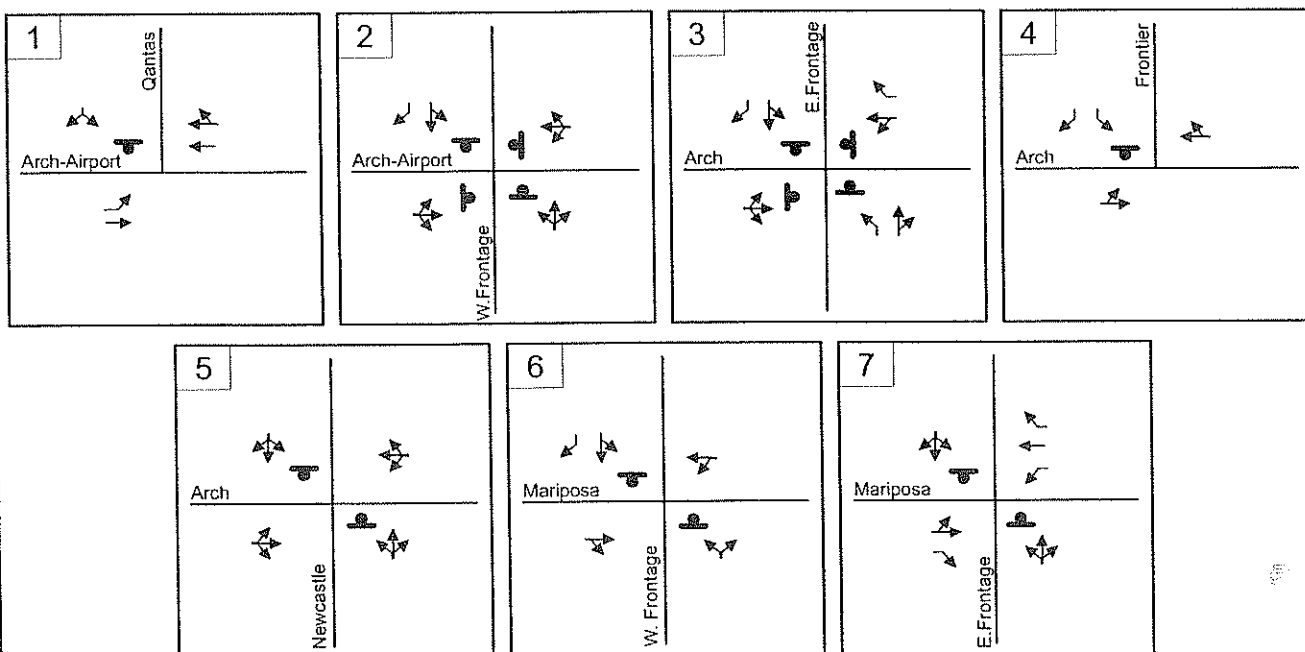 1
Qantas
Arch-Airport
2
Arch-Airport
W.Frontage
3
E.Frontage
Arch
4
Frontier
Arch
5
Arch
Newcastle
6
Mariposa
W. Frontage
7
Mariposa
E.Frontage